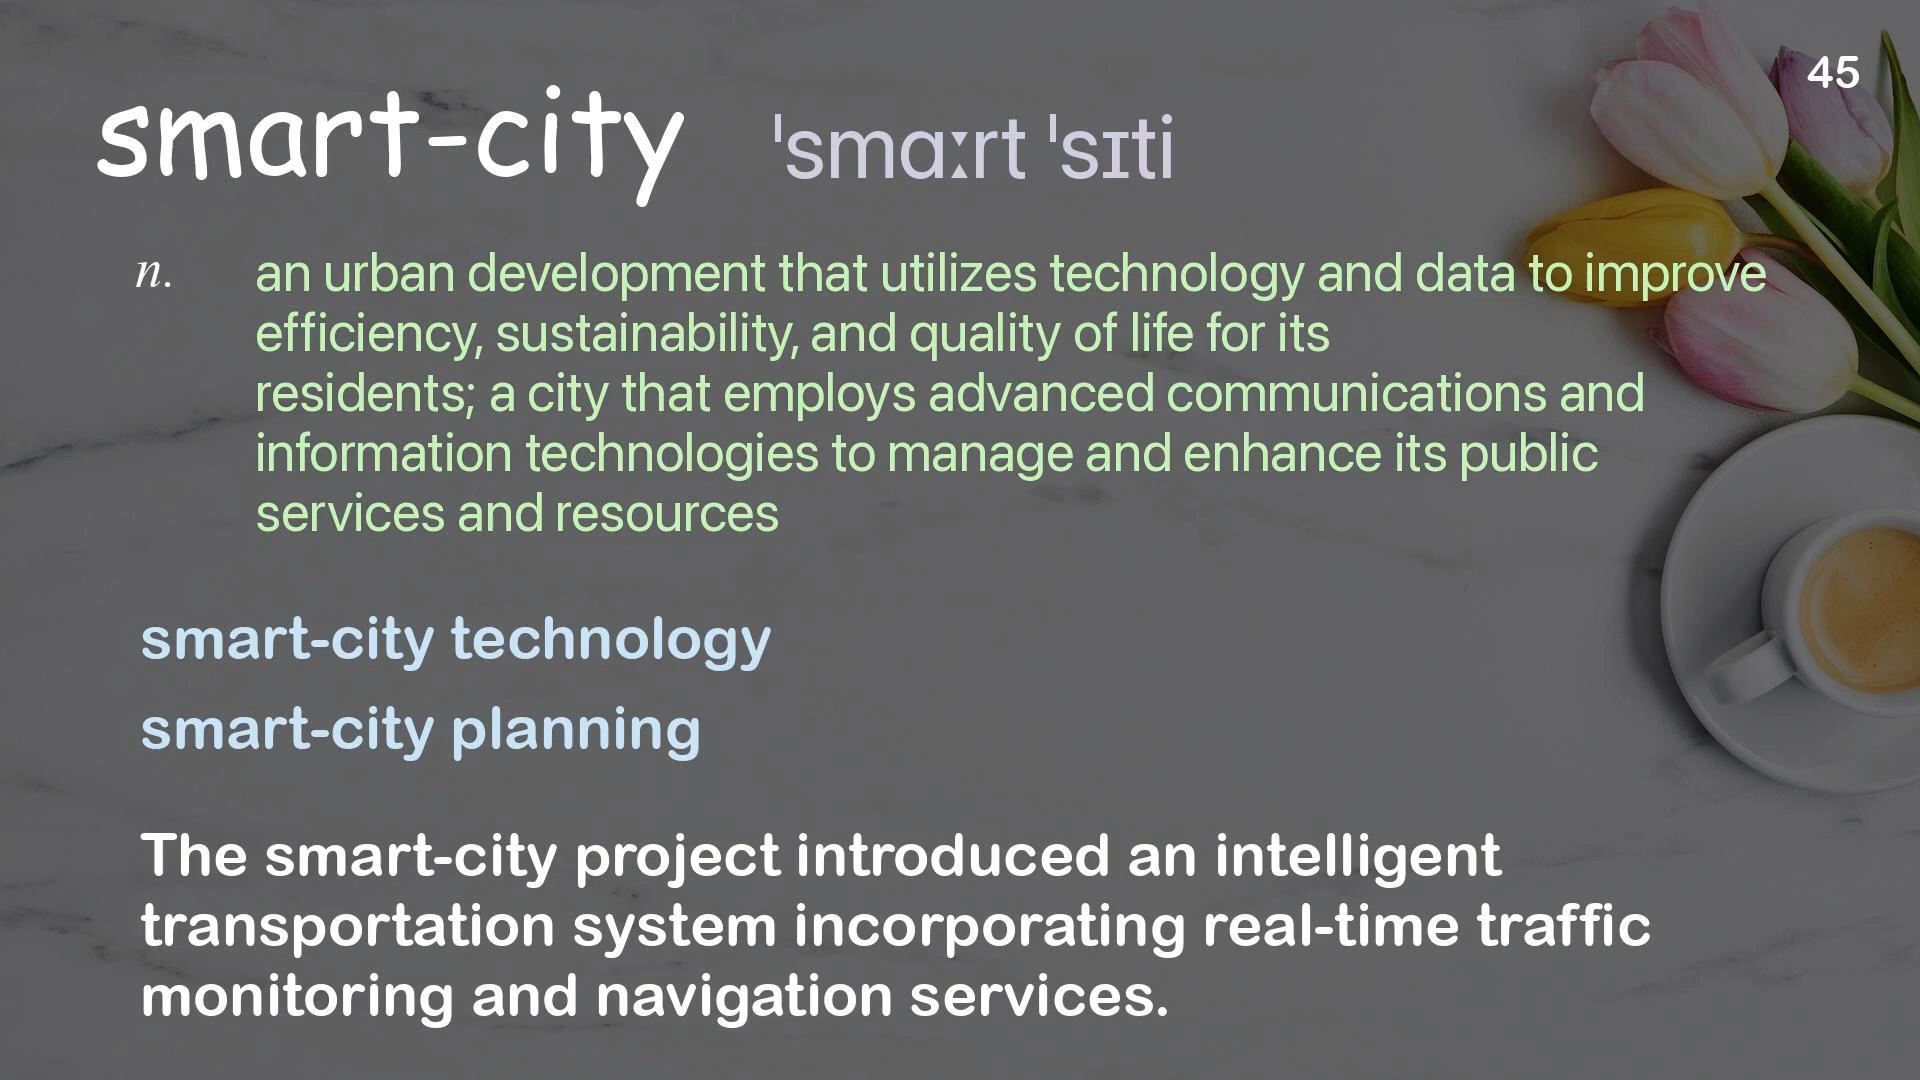 45
smart-city ˈsmɑːrt ˈsɪti
n. an urban development that utilizes technology and data to improve
efficiency, sustainability, and quality of life for its
residents; a city that employs advanced communications and
information technologies to manage and enhance its public
services and resources
smart-city technology
smart-city planning
The smart-city project introduced an intelligent
transportation system incorporating real-time traffic
monitoring and navigation services.